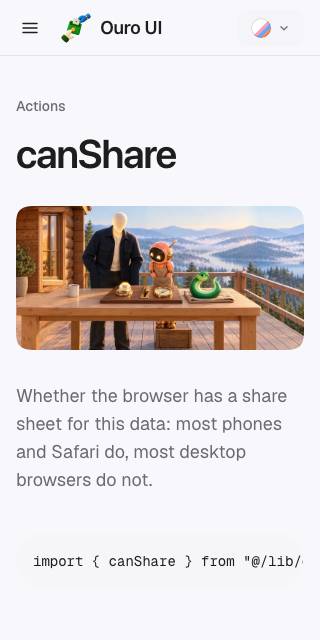 Ouro UI
Actions
canShare
Whether the browser has a share
sheet for this data: most phones
and Safari do, most desktop
browsers do not.
import { canShare } from "@/lib/